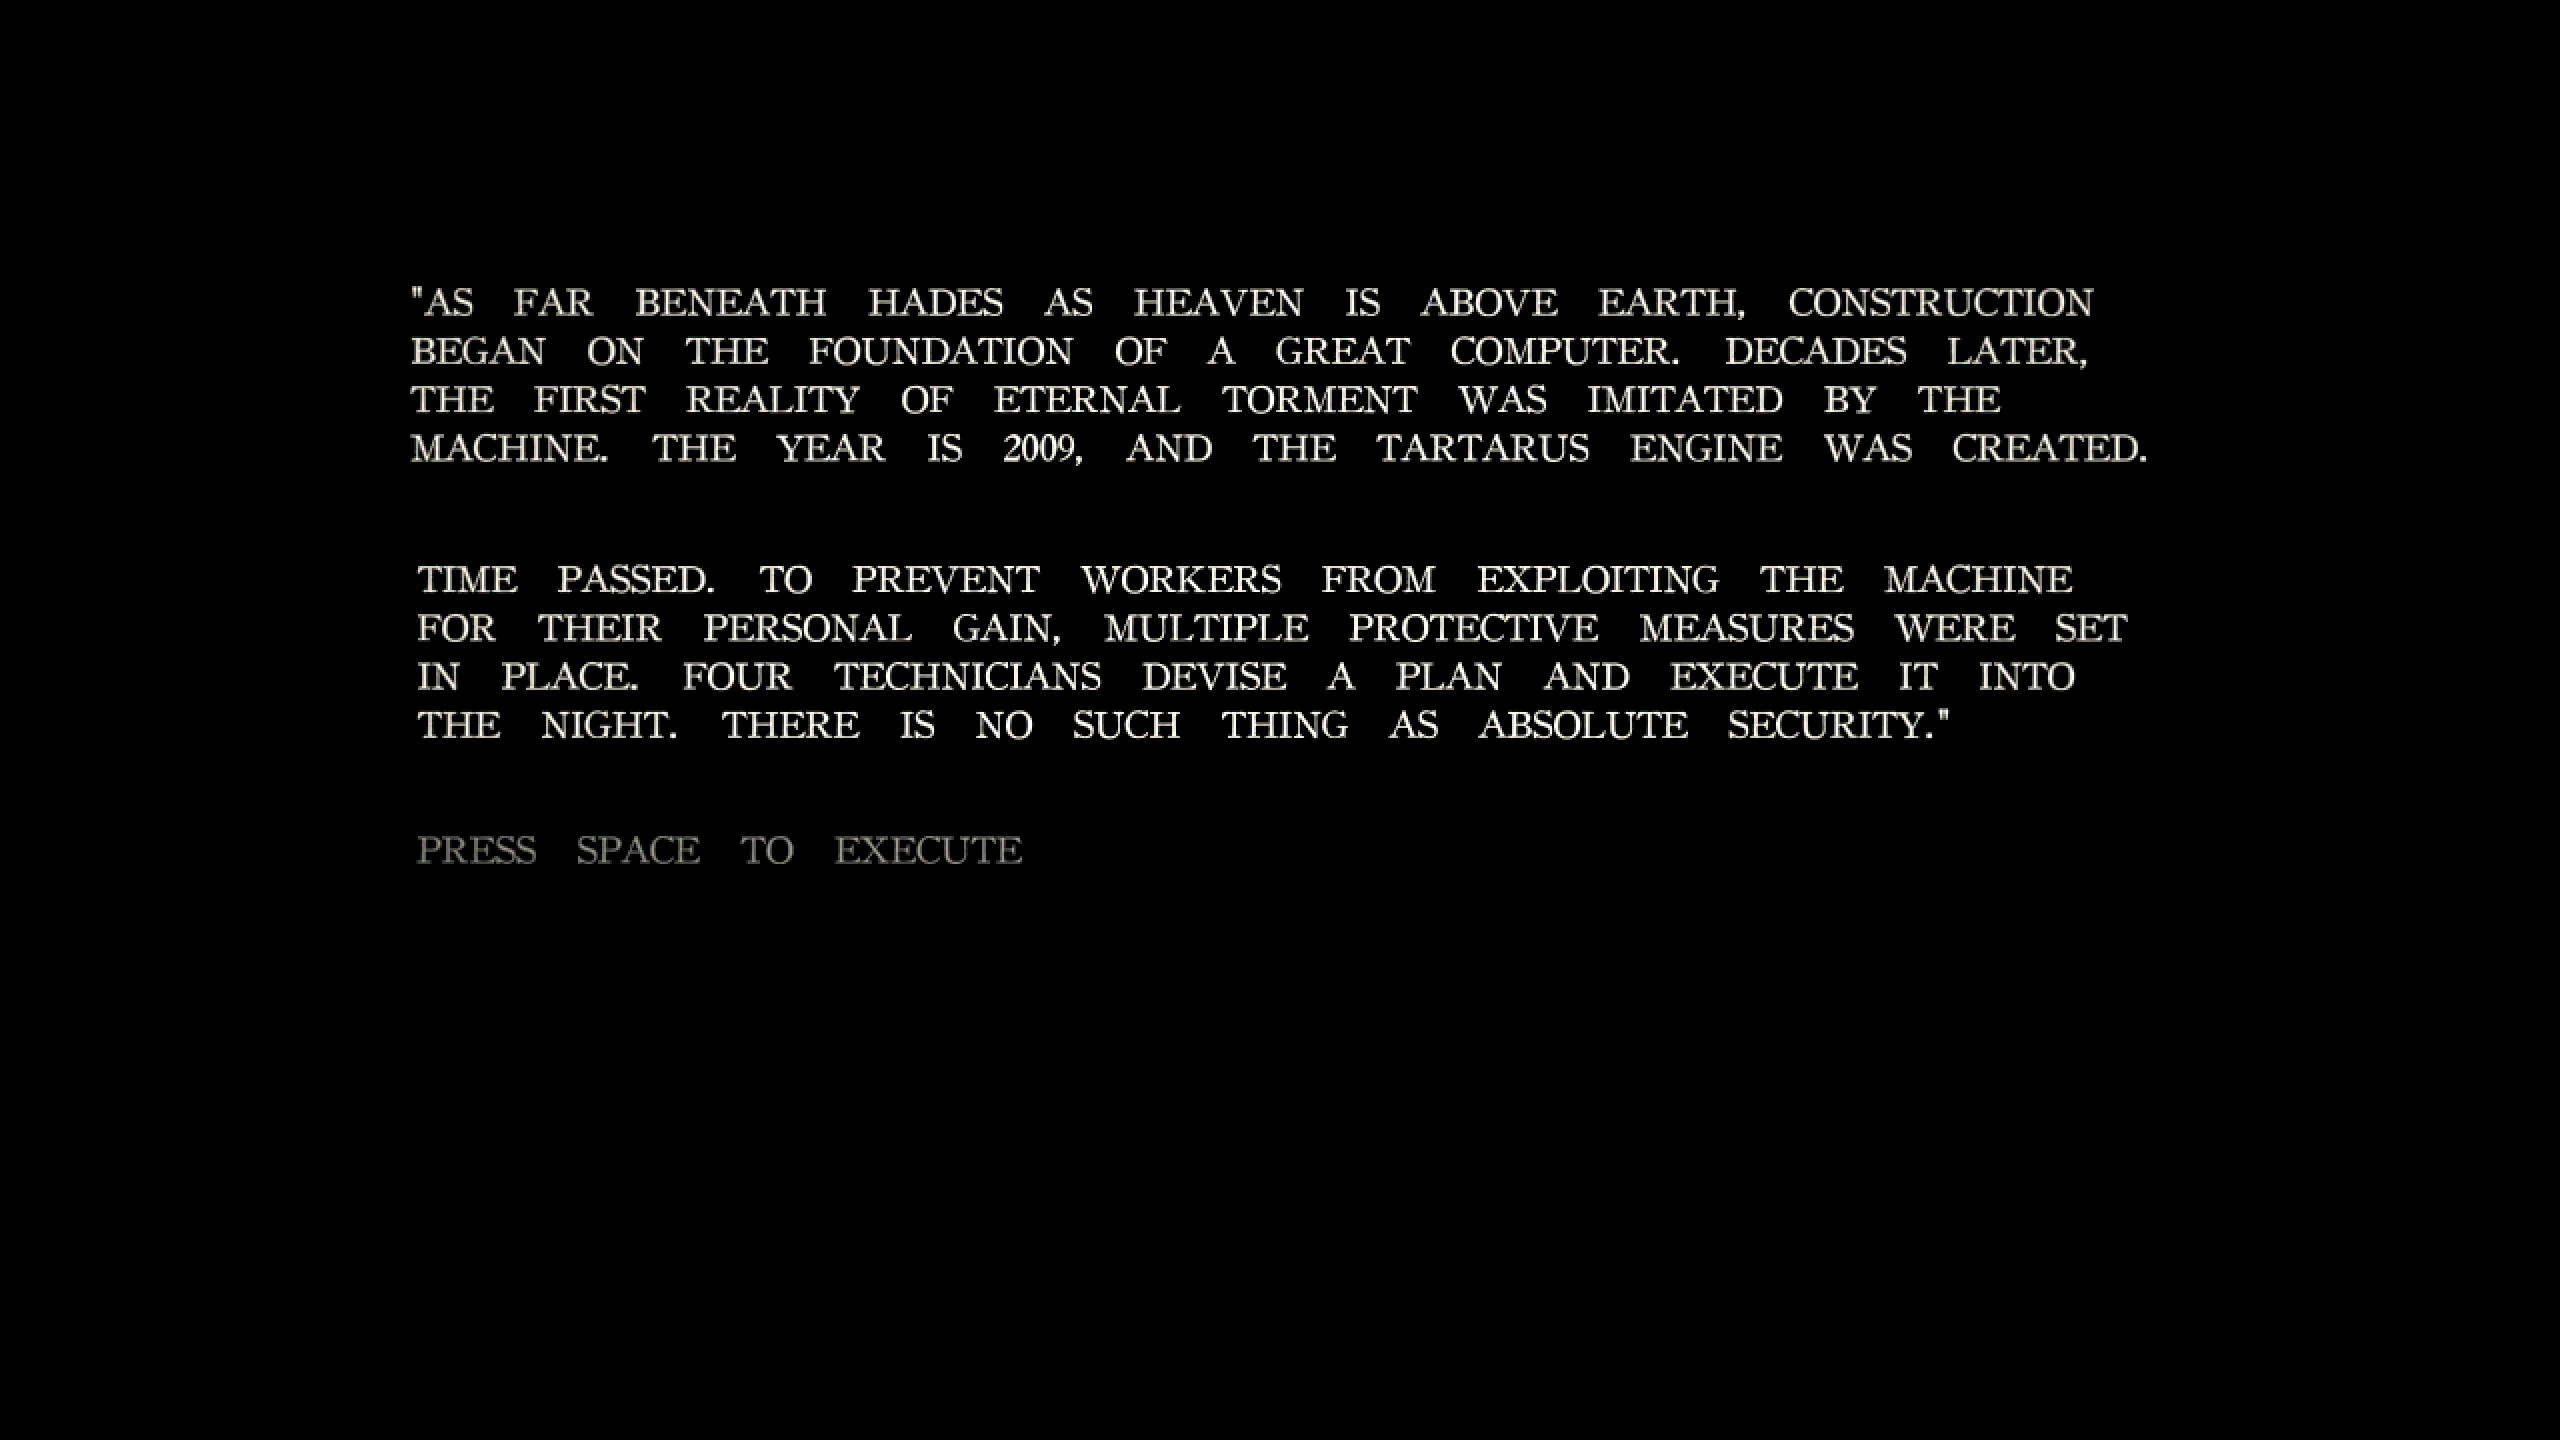 "AS FAR BENEATH HADES AS HEAVEN IS ABOVE EARTH, CONSTRUCTION
BEGAN ON THE FOUNDATION OF A GREAT COMPUTER. DECADES LATER,
THE FIRST REALITY OF ETERNAL TORMENT WAS IMITATED BY THE
MACHINE. THE YEAR IS 2009, AND THE TARTARUS ENGINE WAS CREATED.
TIME PASSED. TO PREVENT WORKERS FROM EXPLOITING THE MACHINE
FOR THEIR PERSONAL GAIN, MULTIPLE PROTECTIVE MEASURES WERE SET
IN PLACE. FOUR TECHNICIANS DEVISE A PLAN AND EXECUTE IT INTO
THE NIGHT. THERE IS NO SUCH THING AS ABSOLUTE SECURITY."
PRESS SPACE TO EXECUTE